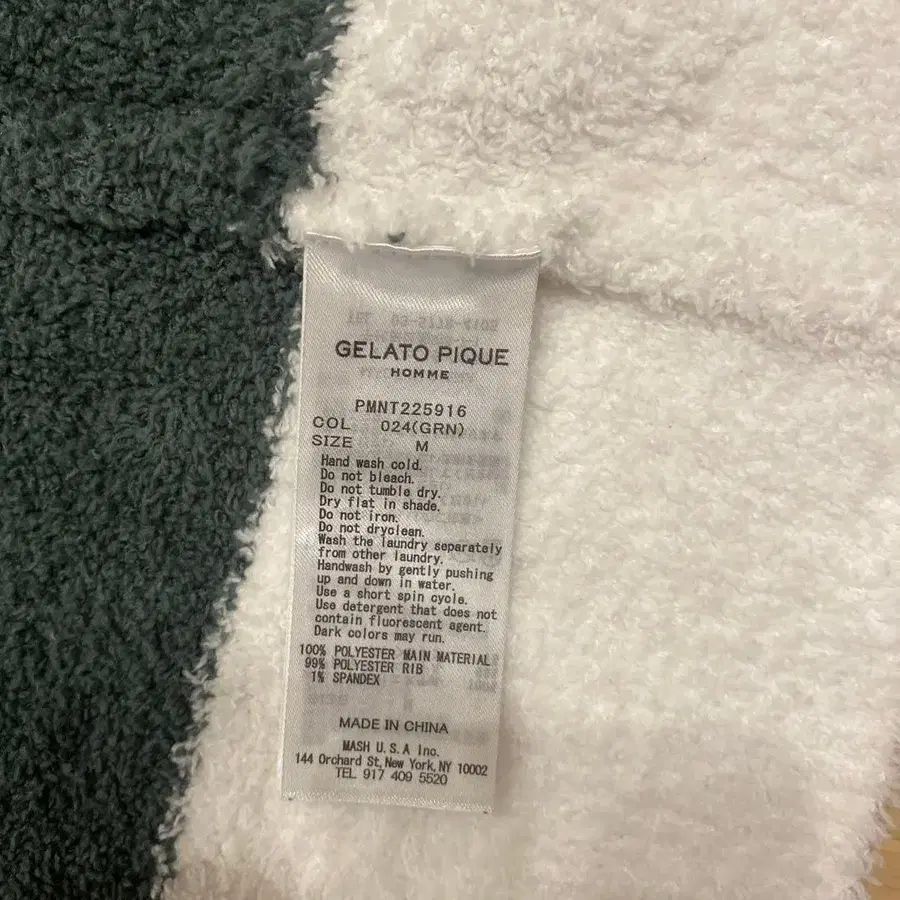 GELATO PIQUE
HOMME
PMNT225916
COL 024(GRN)
SIZE M
Hand wash cold.
Do not bleach.
Do not tumble dry.
Dry flat in shade.
Do not iron.
Do not dryclean.
Wash the laundry separately
from other laundry.
Handwash by gently pushing
up and down in water.
Use a short spin cycle.
Use detergent that does not
contain fluorescent agent.
Dark colors may run.
100% POLYESTER MAIN MATERIAL
99% POLYESTER RIB
1% SPANDEX
MADE IN CHINA
MASH U.S.A Inc.
144 Orchard St, New York, NY 10002
TEL 917 409 5520